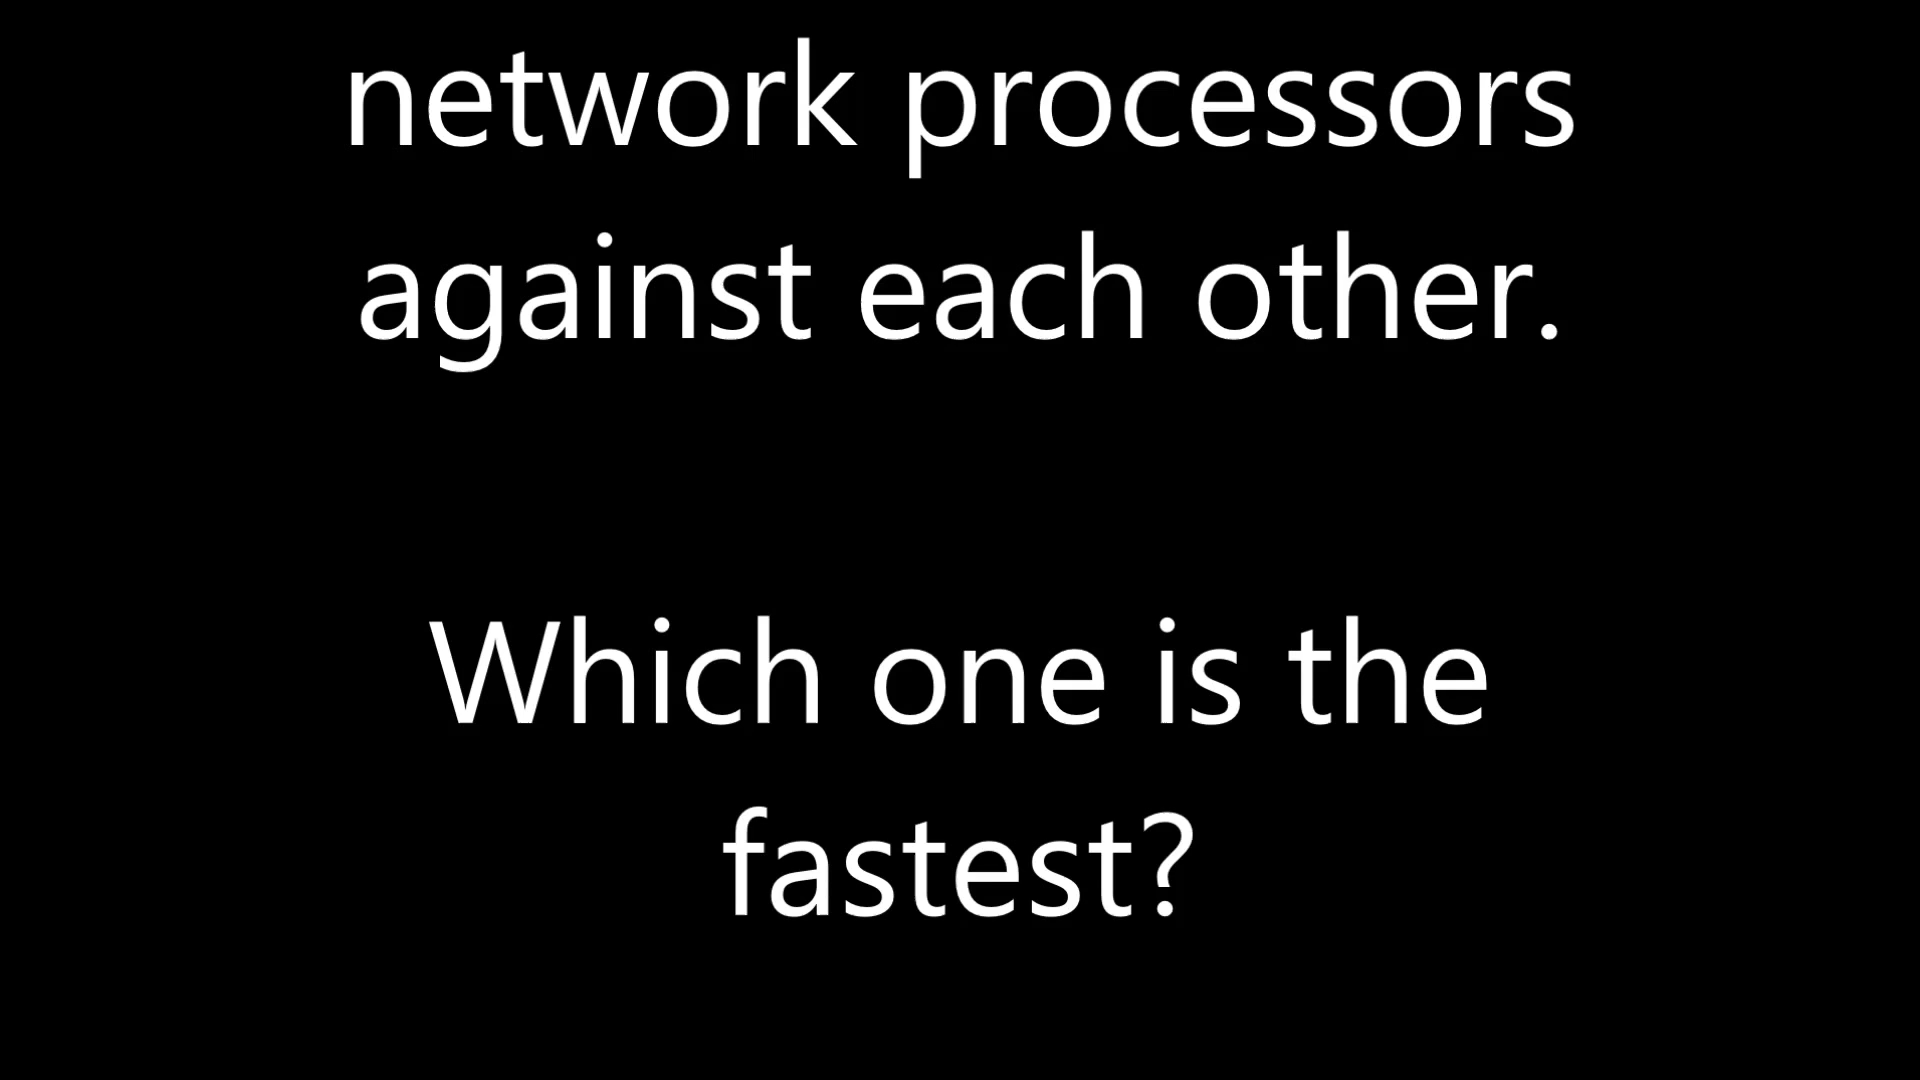 network processors
against each other.
Which one is the
fastest?